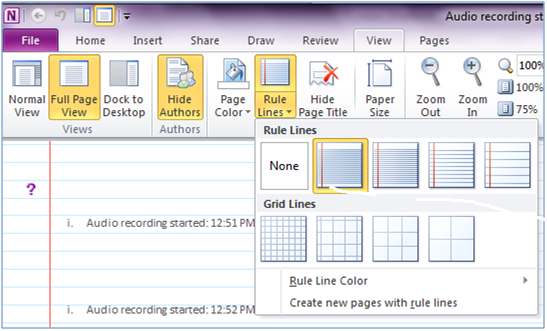 N Audio recording st
File Home Insert Share Draw Review View Pages
Normal View Full Page View Dock to Desktop Hide Authors Page Color Rule Lines Hide Page Title Paper Size Zoom Out Zoom In 100%
100%
75%
Views Authors
Rule Lines
None
Grid Lines
Rule Line Color
Create new pages with rule lines
?
i. Audio recording started: 12:51 PM
i. Audio recording started: 12:52 PM